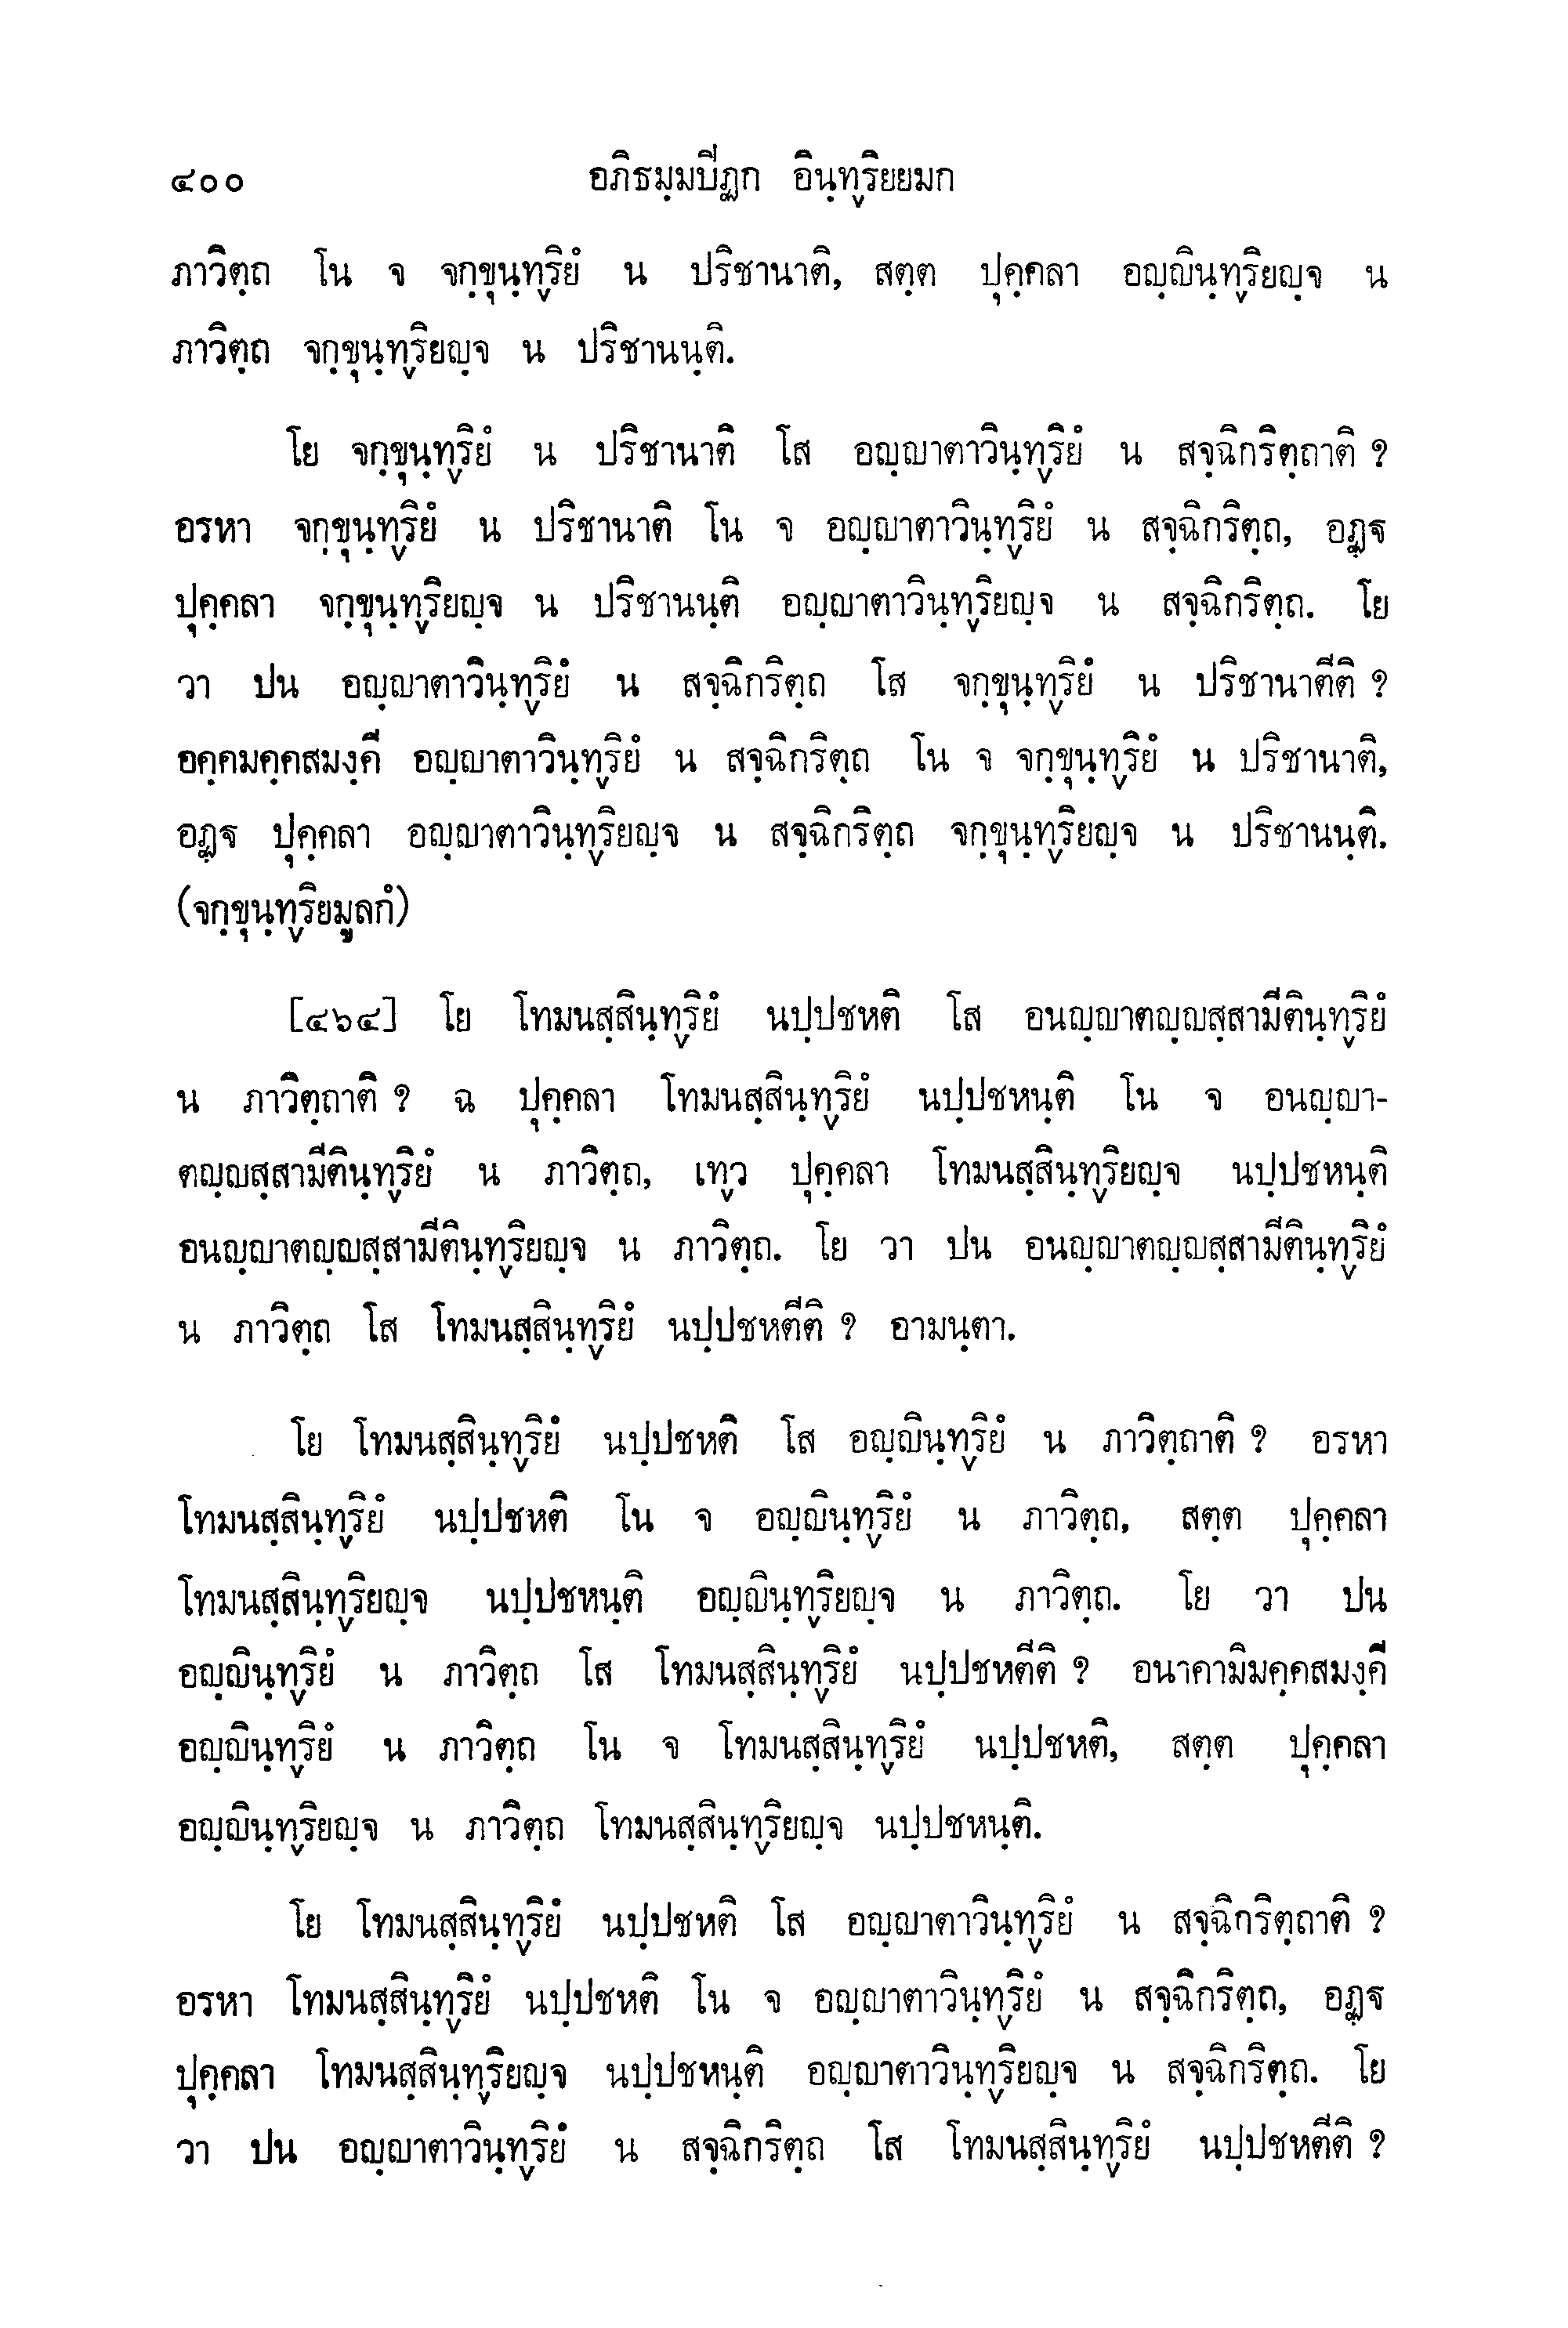 ๔๐๐ อภิธมฺมปิฏก อินฺทฺริยยมก
ภาวิตฺถ โน จ จกฺขุนฺทฺริยํ น ปริชานาติ, สตฺต ปุคฺคลา อญฺญินฺทฺริยญฺจ น
ภาวิตฺถ จกฺขุนฺทฺริยญฺจ น ปริชานนฺติ.
โย จกฺขุนฺทฺริยํ น ปริชานาติ โส อญฺญาตาวินฺทฺริยํ น สจฺฉิกริตฺถาติ ?
อรหา จกฺขุนฺทฺริยํ น ปริชานาติ โน จ อญฺญาตาวินฺทฺริยํ น สจฺฉิกริตฺถ, อฏฺฐ
ปุคฺคลา จกฺขุนฺทฺริยญฺจ น ปริชานนฺติ อญฺญาตาวินฺทฺริยญฺจ น สจฺฉิกริตฺถ. โย
วา ปน อญฺญาตาวินฺทฺริยํ น สจฺฉิกริตฺถ โส จกฺขุนฺทฺริยํ น ปริชานาตีติ ?
อคฺคมคฺคสมงฺคี อญฺญาตาวินฺทฺริยํ น สจฺฉิกริตฺถ โน จ จกฺขุนฺทฺริยํ น ปริชานาติ,
อฏฺฐ ปุคฺคลา อญฺญาตาวินฺทฺริยญฺจ น สจฺฉิกริตฺถ จกฺขุนฺทฺริยญฺจ น ปริชานนฺติ.
(จกฺขุนฺทฺริยมูลกํ)
[๔๖๔] โย โทมนสฺสินฺทฺริยํ นปฺปชหติ โส อนญฺญาตญฺญสฺสามีตินฺทฺริยํ
น ภาวิตฺถาติ ? ฉ ปุคฺคลา โทมนสฺสินฺทฺริยํ นปฺปชหนฺติ โน จ อนญฺญา-
ตญฺญสฺสามีตินฺทฺริยํ น ภาวิตฺถ, เทฺว ปุคฺคลา โทมนสฺสินฺทฺริยญฺจ นปฺปชหนฺติ
อนญฺญาตญฺญสฺสามีตินฺทฺริยญฺจ น ภาวิตฺถ. โย วา ปน อนญฺญาตญฺญสฺสามีตินฺทฺริยํ
น ภาวิตฺถ โส โทมนสฺสินฺทฺริยํ นปฺปชหตีติ ? อามนฺตา.
โย โทมนสฺสินฺทฺริยํ นปฺปชหติ โส อญฺญินฺทฺริยํ น ภาวิตฺถาติ ? อรหา
โทมนสฺสินฺทฺริยํ นปฺปชหติ โน จ อญฺญินฺทฺริยํ น ภาวิตฺถ, สตฺต ปุคฺคลา
โทมนสฺสินฺทฺริยญฺจ นปฺปชหนฺติ อญฺญินฺทฺริยญฺจ น ภาวิตฺถ. โย วา ปน
อญฺญินฺทฺริยํ น ภาวิตฺถ โส โทมนสฺสินฺทฺริยํ นปฺปชหตีติ ? อนาคามิมคฺคสมงฺคี
อญฺญินฺทฺริยํ น ภาวิตฺถ โน จ โทมนสฺสินฺทฺริยํ นปฺปชหติ, สตฺต ปุคฺคลา
อญฺญินฺทฺริยญฺจ น ภาวิตฺถ โทมนสฺสินฺทฺริยญฺจ นปฺปชหนฺติ.
โย โทมนสฺสินฺทฺริยํ นปฺปชหติ โส อญฺญาตาวินฺทฺริยํ น สจฺฉิกริตฺถาติ ?
อรหา โทมนสฺสินฺทฺริยํ นปฺปชหติ โน จ อญฺญาตาวินฺทฺริยํ น สจฺฉิกริตฺถ, อฏฺฐ
ปุคฺคลา โทมนสฺสินฺทฺริยญฺจ นปฺปชหนฺติ อญฺญาตาวินฺทฺริยญฺจ น สจฺฉิกริตฺถ. โย
วา ปน อญฺญาตาวินฺทฺริยํ น สจฺฉิกริตฺถ โส โทมนสฺสินฺทฺริยํ นปฺปชหตีติ ?